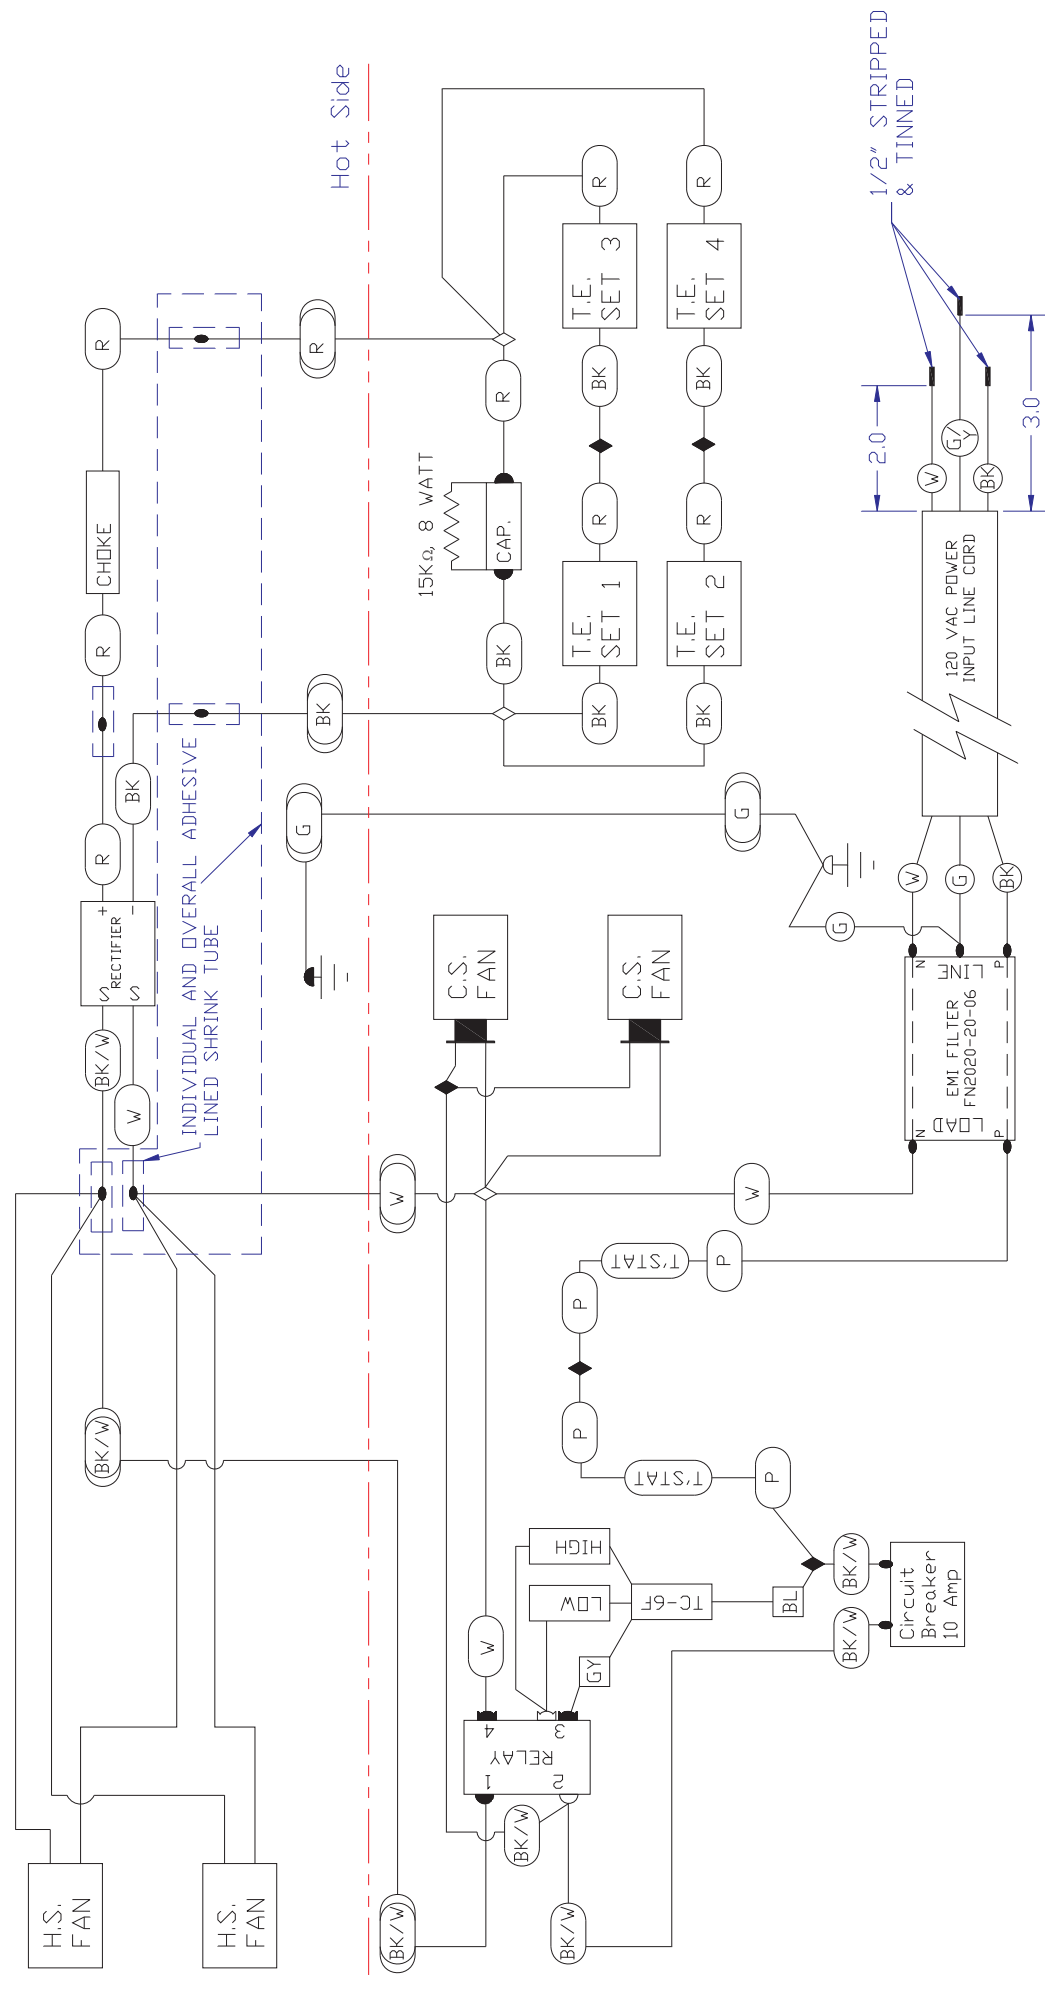 Hot Side
1/2" STRIPPED
& TINNED
R
CHOKE
R
R
BK
RECTIFIER
+
-
S
S
BK/W
W
INDIVIDUAL AND OVERALL ADHESIVE
LINED SHRINK TUBE
R
BK
G
R
15KΩ, 8 WATT
CAP.
BK
R
T.E.
SET 3
BK
R
T.E.
SET 1
BK
R
T.E.
SET 4
BK
R
T.E.
SET 2
BK
2.0
3.0
W
G/Y
BK
120 VAC POWER
INPUT LINE CORD
G
G
W
G
BK
N
P
LINE
EMI FILTER
FN2020-20-06
LOAD
N
P
C.S.
FAN
C.S.
FAN
W
W
T'STAT
P
P
P
T'STAT
P
BK/W
HIGH
LOW
TC-6F
BL
GY
W
BK/W
BK/W
Circuit
Breaker
10 Amp
4
3
RELAY
1
2
BK/W
BK/W
BK/W
H.S.
FAN
H.S.
FAN